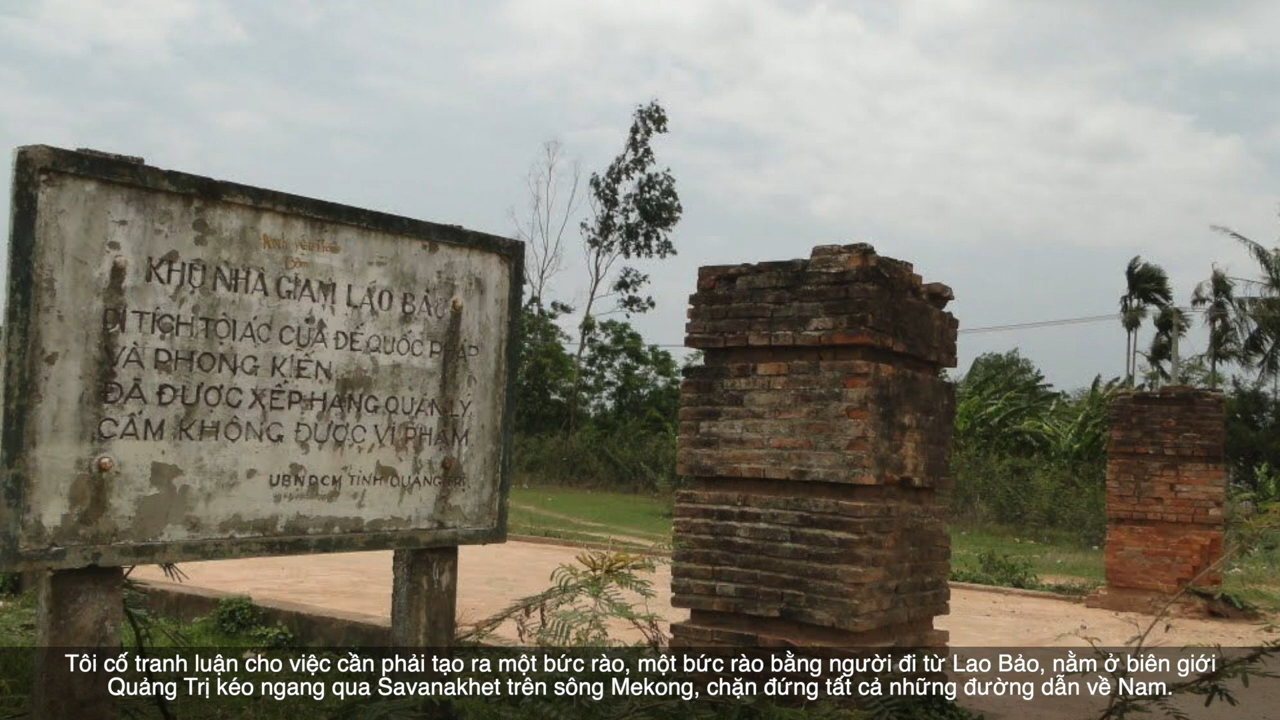 KHU NHÀ GIAM LAO BẢO
DI TÍCH TỘI ÁC CỦA ĐẾ QUỐC PHÁP
VÀ PHONG KIẾN
ĐÃ ĐƯỢC XẾP HẠNG QUẢN LÝ
CẤM KHÔNG ĐƯỢC VI PHẠM
UBNDCM TỈNH QUẢNG TRỊ
Tôi cố tranh luận cho việc cần phải tạo ra một bức rào, một bức rào bằng người đi từ Lao Bảo, nằm ở biên giới
Quảng Trị kéo ngang qua Savanakhet trên sông Mekong, chặn đứng tất cả những đường dẫn về Nam.